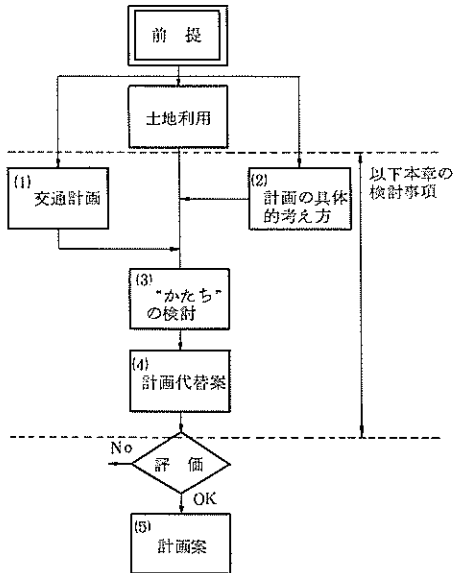 前提
土地利用
(1)
交通計画
(2)
計画の具体
的考え方
以下本章の
検討事項
(3)
“かたち”
の検討
(4)
計画代替案
No
評価
OK
(5)
計画案